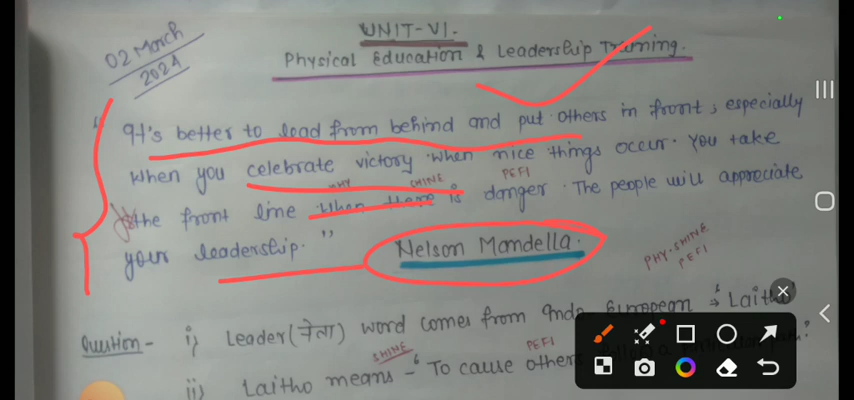 02 March
2024
UNIT-VI.
Physical Education & Leadership Training.
"It's better to lead from behind and put others in front, especially
when you celebrate victory when nice things occur. You take
WHY SHINE PEFI
the front line when there is danger. The people will appreciate
your leadership."
Nelson Mandella.
PHY-SHINE
PEFI
Question - i) Leader (नेता) word comes from Indo European → Laitho
SHINE PEFI
ii) Laitho means - "To cause others